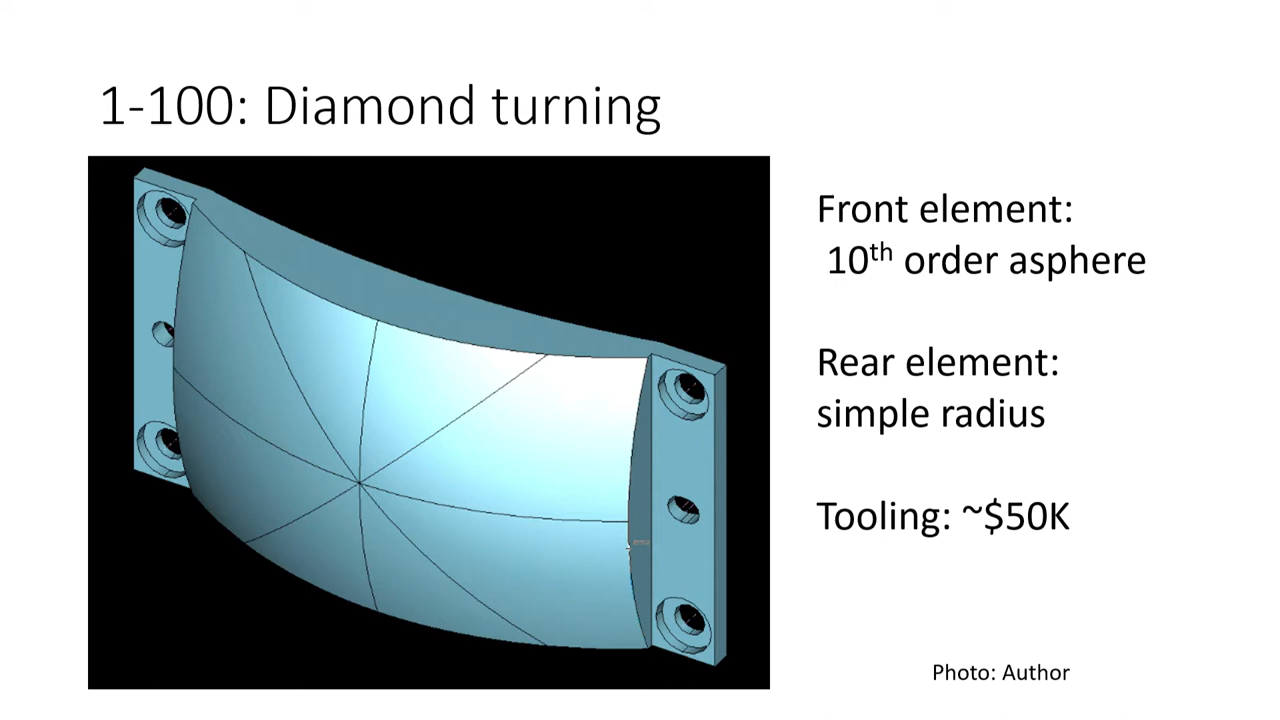 1-100: Diamond turning
Front element:
10th order asphere
Rear element:
simple radius
Tooling: ~$50K
Photo: Author